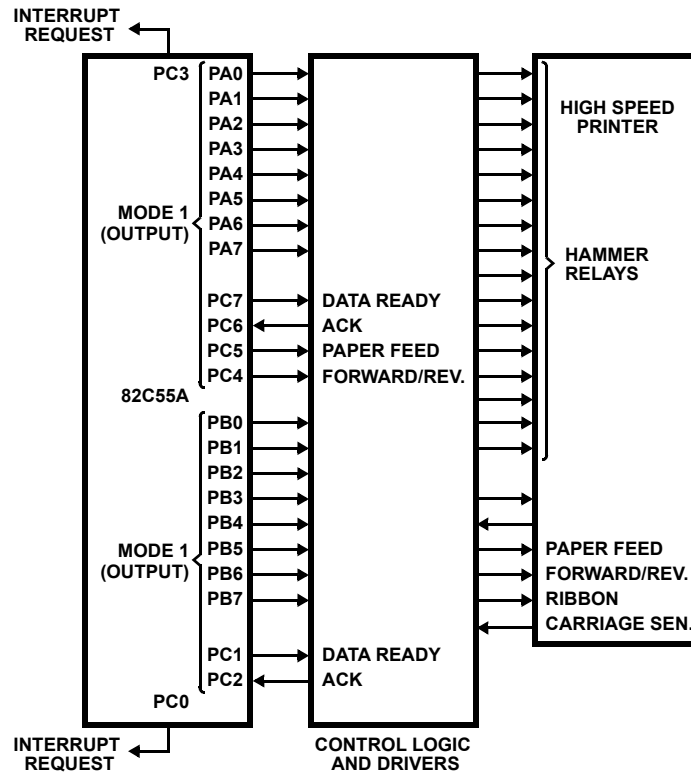 INTERRUPT
REQUEST
PC3
PA0
PA1
PA2
PA3
PA4
PA5
PA6
PA7
MODE 1
(OUTPUT)
PC7
PC6
PC5
PC4
82C55A
PB0
PB1
PB2
PB3
PB4
PB5
PB6
PB7
MODE 1
(OUTPUT)
PC1
PC2
PC0
INTERRUPT
REQUEST
DATA READY
ACK
PAPER FEED
FORWARD/REV.
DATA READY
ACK
CONTROL LOGIC
AND DRIVERS
HIGH SPEED
PRINTER
HAMMER
RELAYS
PAPER FEED
FORWARD/REV.
RIBBON
CARRIAGE SEN.